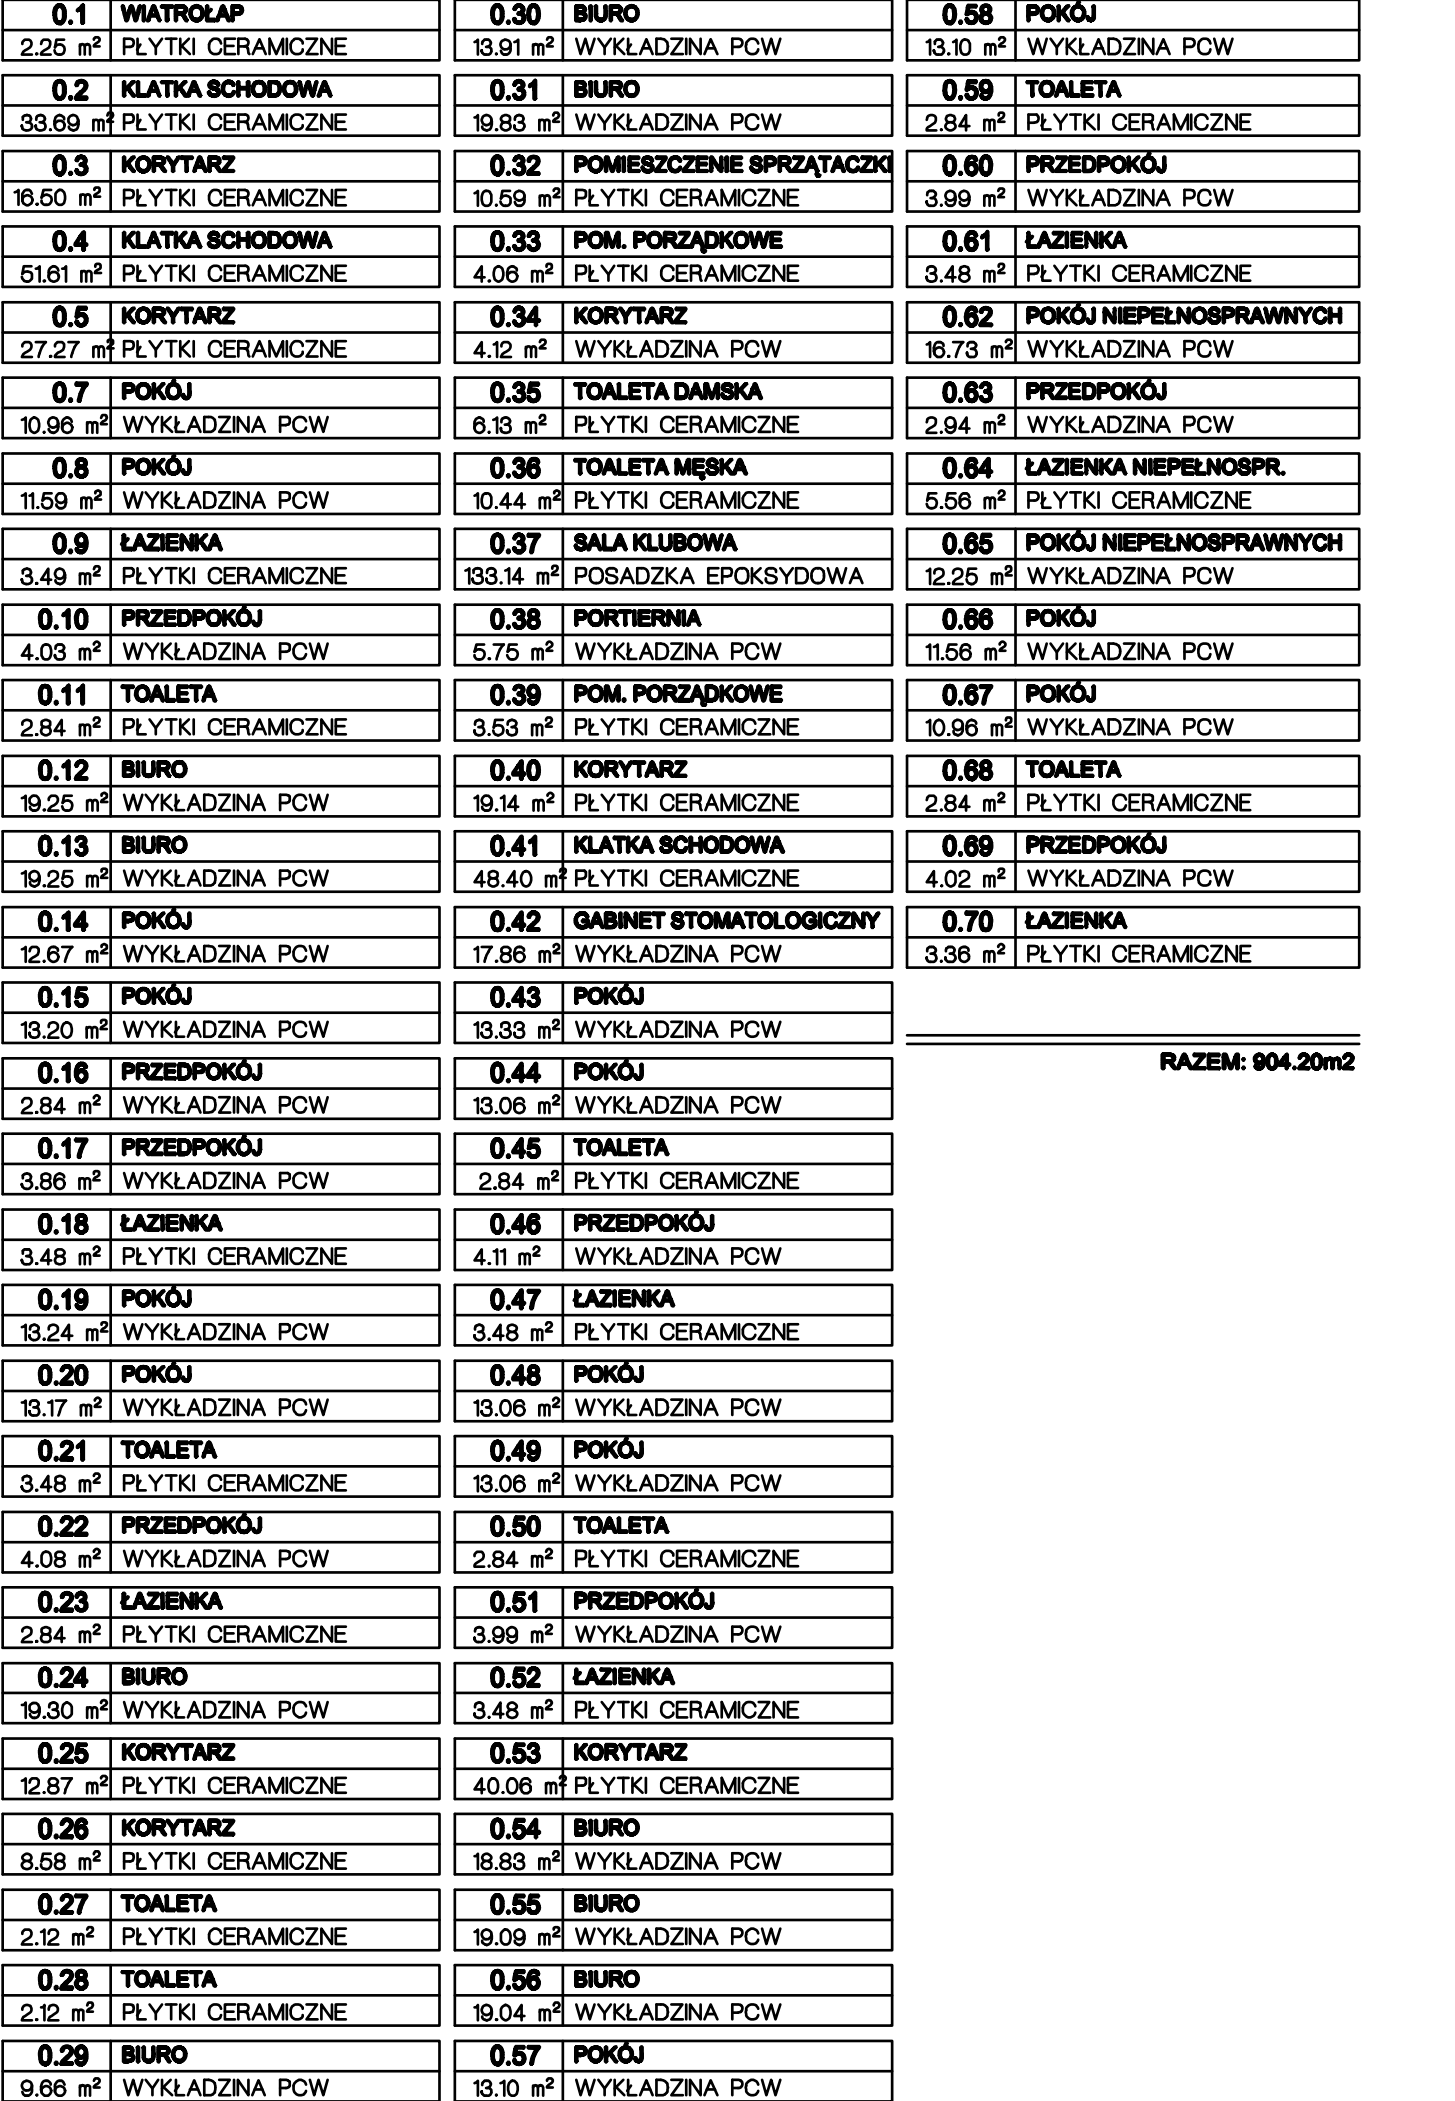 0.1 WIATROŁAP
2.25 m² PŁYTKI CERAMICZNE
0.2 KLATKA SCHODOWA
33.69 m² PŁYTKI CERAMICZNE
0.3 KORYTARZ
16.50 m² PŁYTKI CERAMICZNE
0.4 KLATKA SCHODOWA
51.61 m² PŁYTKI CERAMICZNE
0.5 KORYTARZ
27.27 m² PŁYTKI CERAMICZNE
0.7 POKÓJ
10.96 m² WYKŁADZINA PCW
0.8 POKÓJ
11.59 m² WYKŁADZINA PCW
0.9 ŁAZIENKA
3.49 m² PŁYTKI CERAMICZNE
0.10 PRZEDPOKÓJ
4.03 m² WYKŁADZINA PCW
0.11 TOALETA
2.84 m² PŁYTKI CERAMICZNE
0.12 BIURO
19.25 m² WYKŁADZINA PCW
0.13 BIURO
19.25 m² WYKŁADZINA PCW
0.14 POKÓJ
12.67 m² WYKŁADZINA PCW
0.15 POKÓJ
13.20 m² WYKŁADZINA PCW
0.16 PRZEDPOKÓJ
2.84 m² WYKŁADZINA PCW
0.17 PRZEDPOKÓJ
3.86 m² WYKŁADZINA PCW
0.18 ŁAZIENKA
3.48 m² PŁYTKI CERAMICZNE
0.19 POKÓJ
13.24 m² WYKŁADZINA PCW
0.20 POKÓJ
13.17 m² WYKŁADZINA PCW
0.21 TOALETA
3.48 m² PŁYTKI CERAMICZNE
0.22 PRZEDPOKÓJ
4.08 m² WYKŁADZINA PCW
0.23 ŁAZIENKA
2.84 m² PŁYTKI CERAMICZNE
0.24 BIURO
19.30 m² WYKŁADZINA PCW
0.25 KORYTARZ
12.87 m² PŁYTKI CERAMICZNE
0.26 KORYTARZ
8.58 m² PŁYTKI CERAMICZNE
0.27 TOALETA
2.12 m² PŁYTKI CERAMICZNE
0.28 TOALETA
2.12 m² PŁYTKI CERAMICZNE
0.29 BIURO
9.66 m² WYKŁADZINA PCW
0.30 BIURO
13.91 m² WYKŁADZINA PCW
0.31 BIURO
19.83 m² WYKŁADZINA PCW
0.32 POMIESZCZENIE SPRZĄTACZKI
10.59 m² PŁYTKI CERAMICZNE
0.33 POM. PORZĄDKOWE
4.06 m² PŁYTKI CERAMICZNE
0.34 KORYTARZ
4.12 m² WYKŁADZINA PCW
0.35 TOALETA DAMSKA
6.13 m² PŁYTKI CERAMICZNE
0.36 TOALETA MĘSKA
10.44 m² PŁYTKI CERAMICZNE
0.37 SALA KLUBOWA
133.14 m² POSADZKA EPOKSYDOWA
0.38 PORTIERNIA
5.75 m² WYKŁADZINA PCW
0.39 POM. PORZĄDKOWE
3.53 m² PŁYTKI CERAMICZNE
0.40 KORYTARZ
19.14 m² PŁYTKI CERAMICZNE
0.41 KLATKA SCHODOWA
48.40 m² PŁYTKI CERAMICZNE
0.42 GABINET STOMATOLOGICZNY
17.86 m² WYKŁADZINA PCW
0.43 POKÓJ
13.33 m² WYKŁADZINA PCW
0.44 POKÓJ
13.06 m² WYKŁADZINA PCW
0.45 TOALETA
2.84 m² PŁYTKI CERAMICZNE
0.46 PRZEDPOKÓJ
4.11 m² WYKŁADZINA PCW
0.47 ŁAZIENKA
3.48 m² PŁYTKI CERAMICZNE
0.48 POKÓJ
13.06 m² WYKŁADZINA PCW
0.49 POKÓJ
13.06 m² WYKŁADZINA PCW
0.50 TOALETA
2.84 m² PŁYTKI CERAMICZNE
0.51 PRZEDPOKÓJ
3.99 m² WYKŁADZINA PCW
0.52 ŁAZIENKA
3.48 m² PŁYTKI CERAMICZNE
0.53 KORYTARZ
40.06 m² PŁYTKI CERAMICZNE
0.54 BIURO
18.83 m² WYKŁADZINA PCW
0.55 BIURO
19.09 m² WYKŁADZINA PCW
0.56 BIURO
19.04 m² WYKŁADZINA PCW
0.57 POKÓJ
13.10 m² WYKŁADZINA PCW
0.58 POKÓJ
13.10 m² WYKŁADZINA PCW
0.59 TOALETA
2.84 m² PŁYTKI CERAMICZNE
0.60 PRZEDPOKÓJ
3.99 m² WYKŁADZINA PCW
0.61 ŁAZIENKA
3.48 m² PŁYTKI CERAMICZNE
0.62 POKÓJ NIEPEŁNOSPRAWNYCH
16.73 m² WYKŁADZINA PCW
0.63 PRZEDPOKÓJ
2.94 m² WYKŁADZINA PCW
0.64 ŁAZIENKA NIEPEŁNOSPR.
5.56 m² PŁYTKI CERAMICZNE
0.65 POKÓJ NIEPEŁNOSPRAWNYCH
12.25 m² WYKŁADZINA PCW
0.66 POKÓJ
11.56 m² WYKŁADZINA PCW
0.67 POKÓJ
10.96 m² WYKŁADZINA PCW
0.68 TOALETA
2.84 m² PŁYTKI CERAMICZNE
0.69 PRZEDPOKÓJ
4.02 m² WYKŁADZINA PCW
0.70 ŁAZIENKA
3.36 m² PŁYTKI CERAMICZNE
RAZEM: 904.20m2